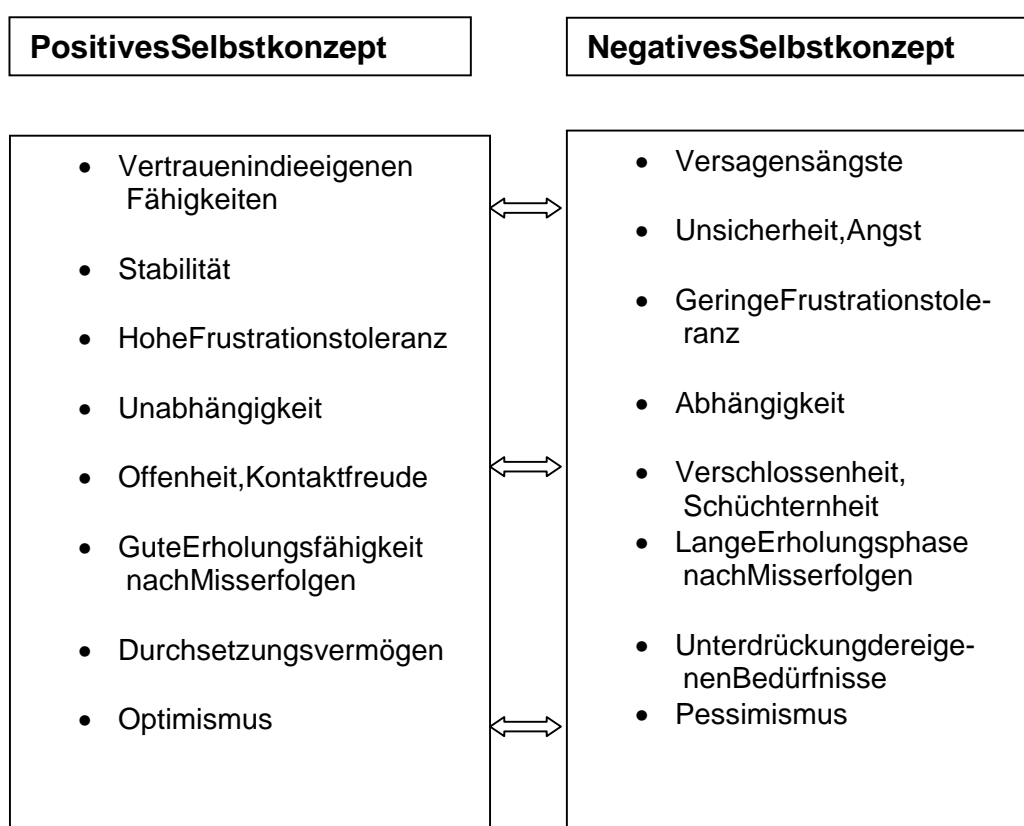 PositivesSelbstkonzept
NegativesSelbstkonzept
• Vertrauenindieeigenen
Fähigkeiten
• Stabilität
• HoheFrustrationstoleranz
• Unabhängigkeit
• Offenheit,Kontaktfreude
• GuteErholungsfähigkeit
nachMisserfolgen
• Durchsetzungsvermögen
• Optimismus
• Versagensängste
• Unsicherheit,Angst
• GeringeFrustrationstole-
ranz
• Abhängigkeit
• Verschlossenheit,
Schüchternheit
• LangeErholungsphase
nachMisserfolgen
• Unterdrückungdereige-
nenBedürfnisse
• Pessimismus